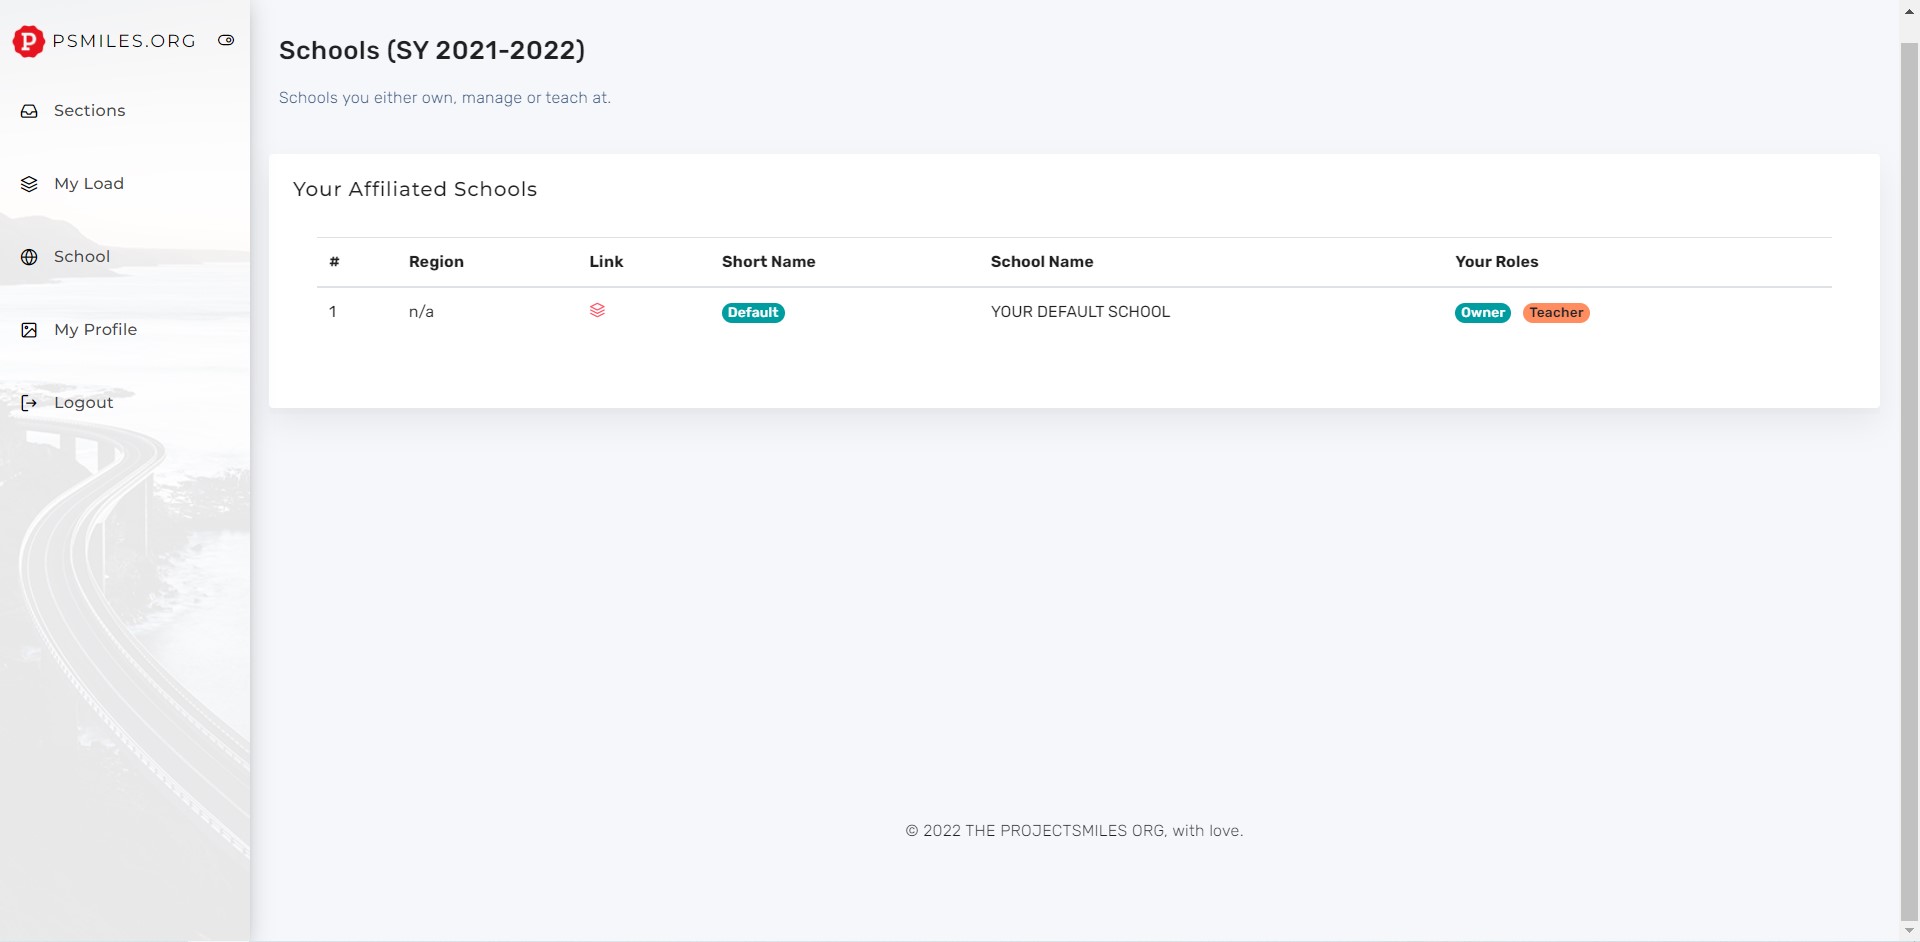 PSMILES.ORG
Sections
My Load
School
My Profile
Logout
Schools (SY 2021-2022)
Schools you either own, manage or teach at.
Your Affiliated Schools
# Region Link Short Name School Name Your Roles
1 n/a Default YOUR DEFAULT SCHOOL Owner Teacher
© 2022 THE PROJECTSMILES ORG, with love.